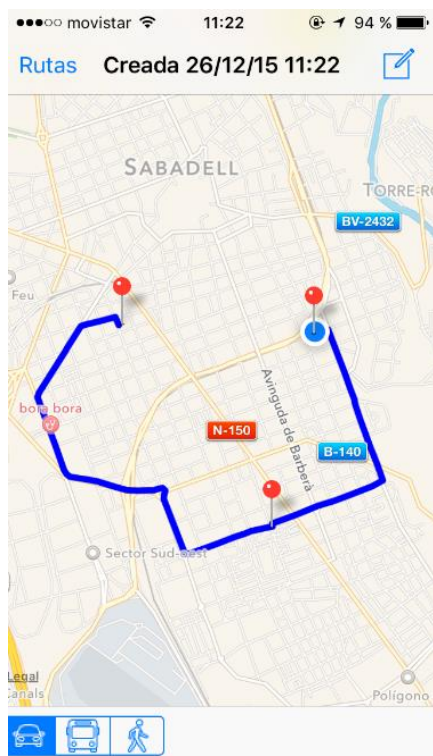 movistar 11:22 94 %
Rutas Creada 26/12/15 11:22
SABADELL
TORRE-R
BV-2432
Feu
bora bora
Avinguda de Barberà
N-150
B-140
Sector Sud-
Legal
Canals
Polígono